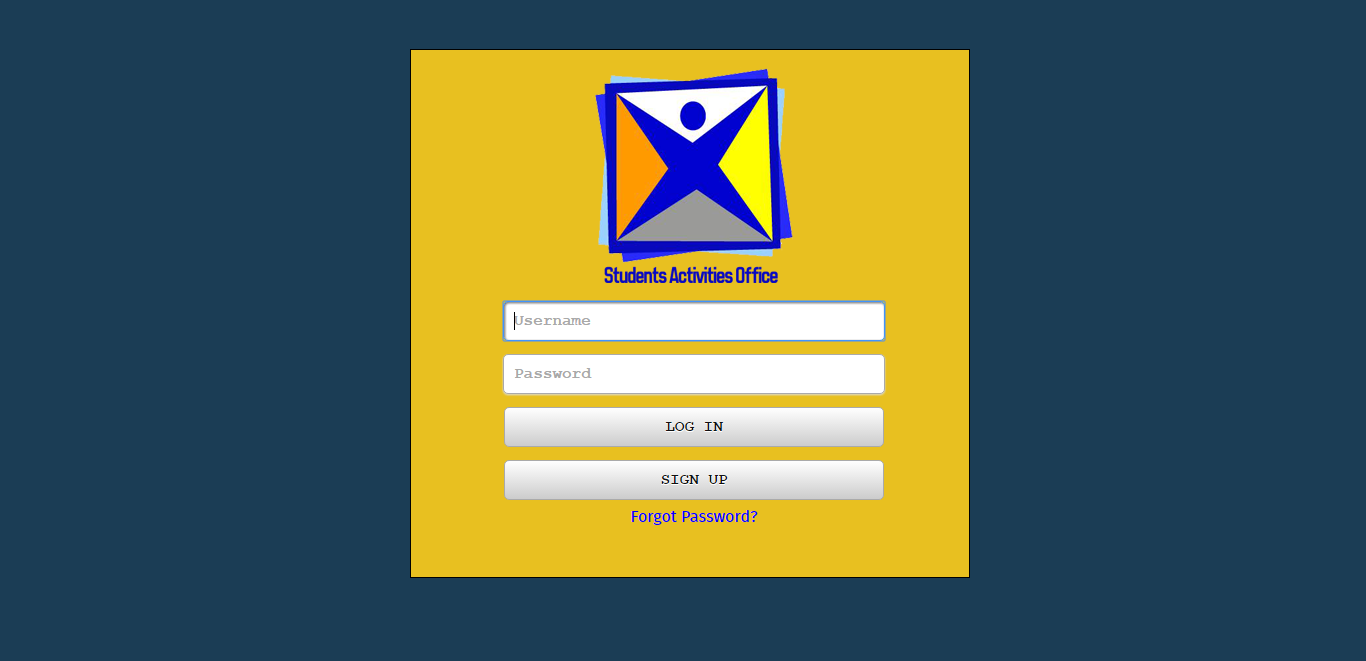 Students Activities Office
Username
Password
LOG IN
SIGN UP
Forgot Password?